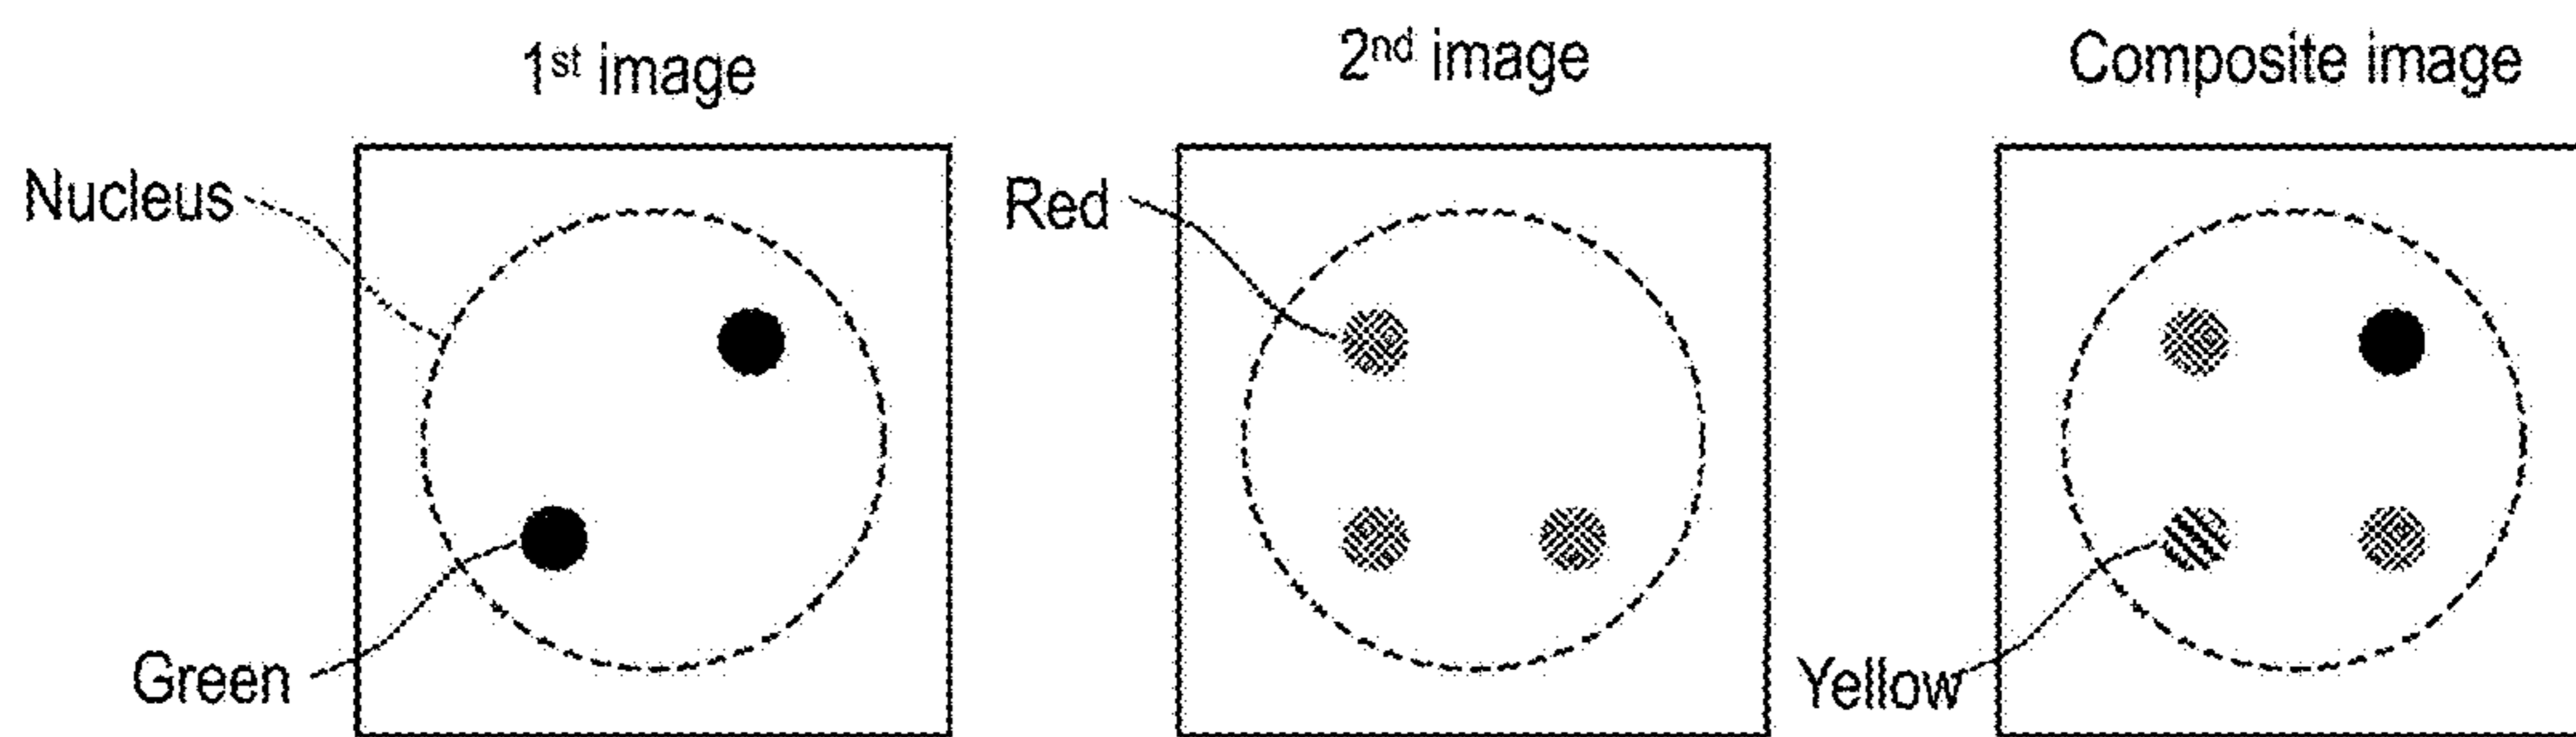 1st image
2nd image
Composite image
Nucleus
Red
Green
Yellow